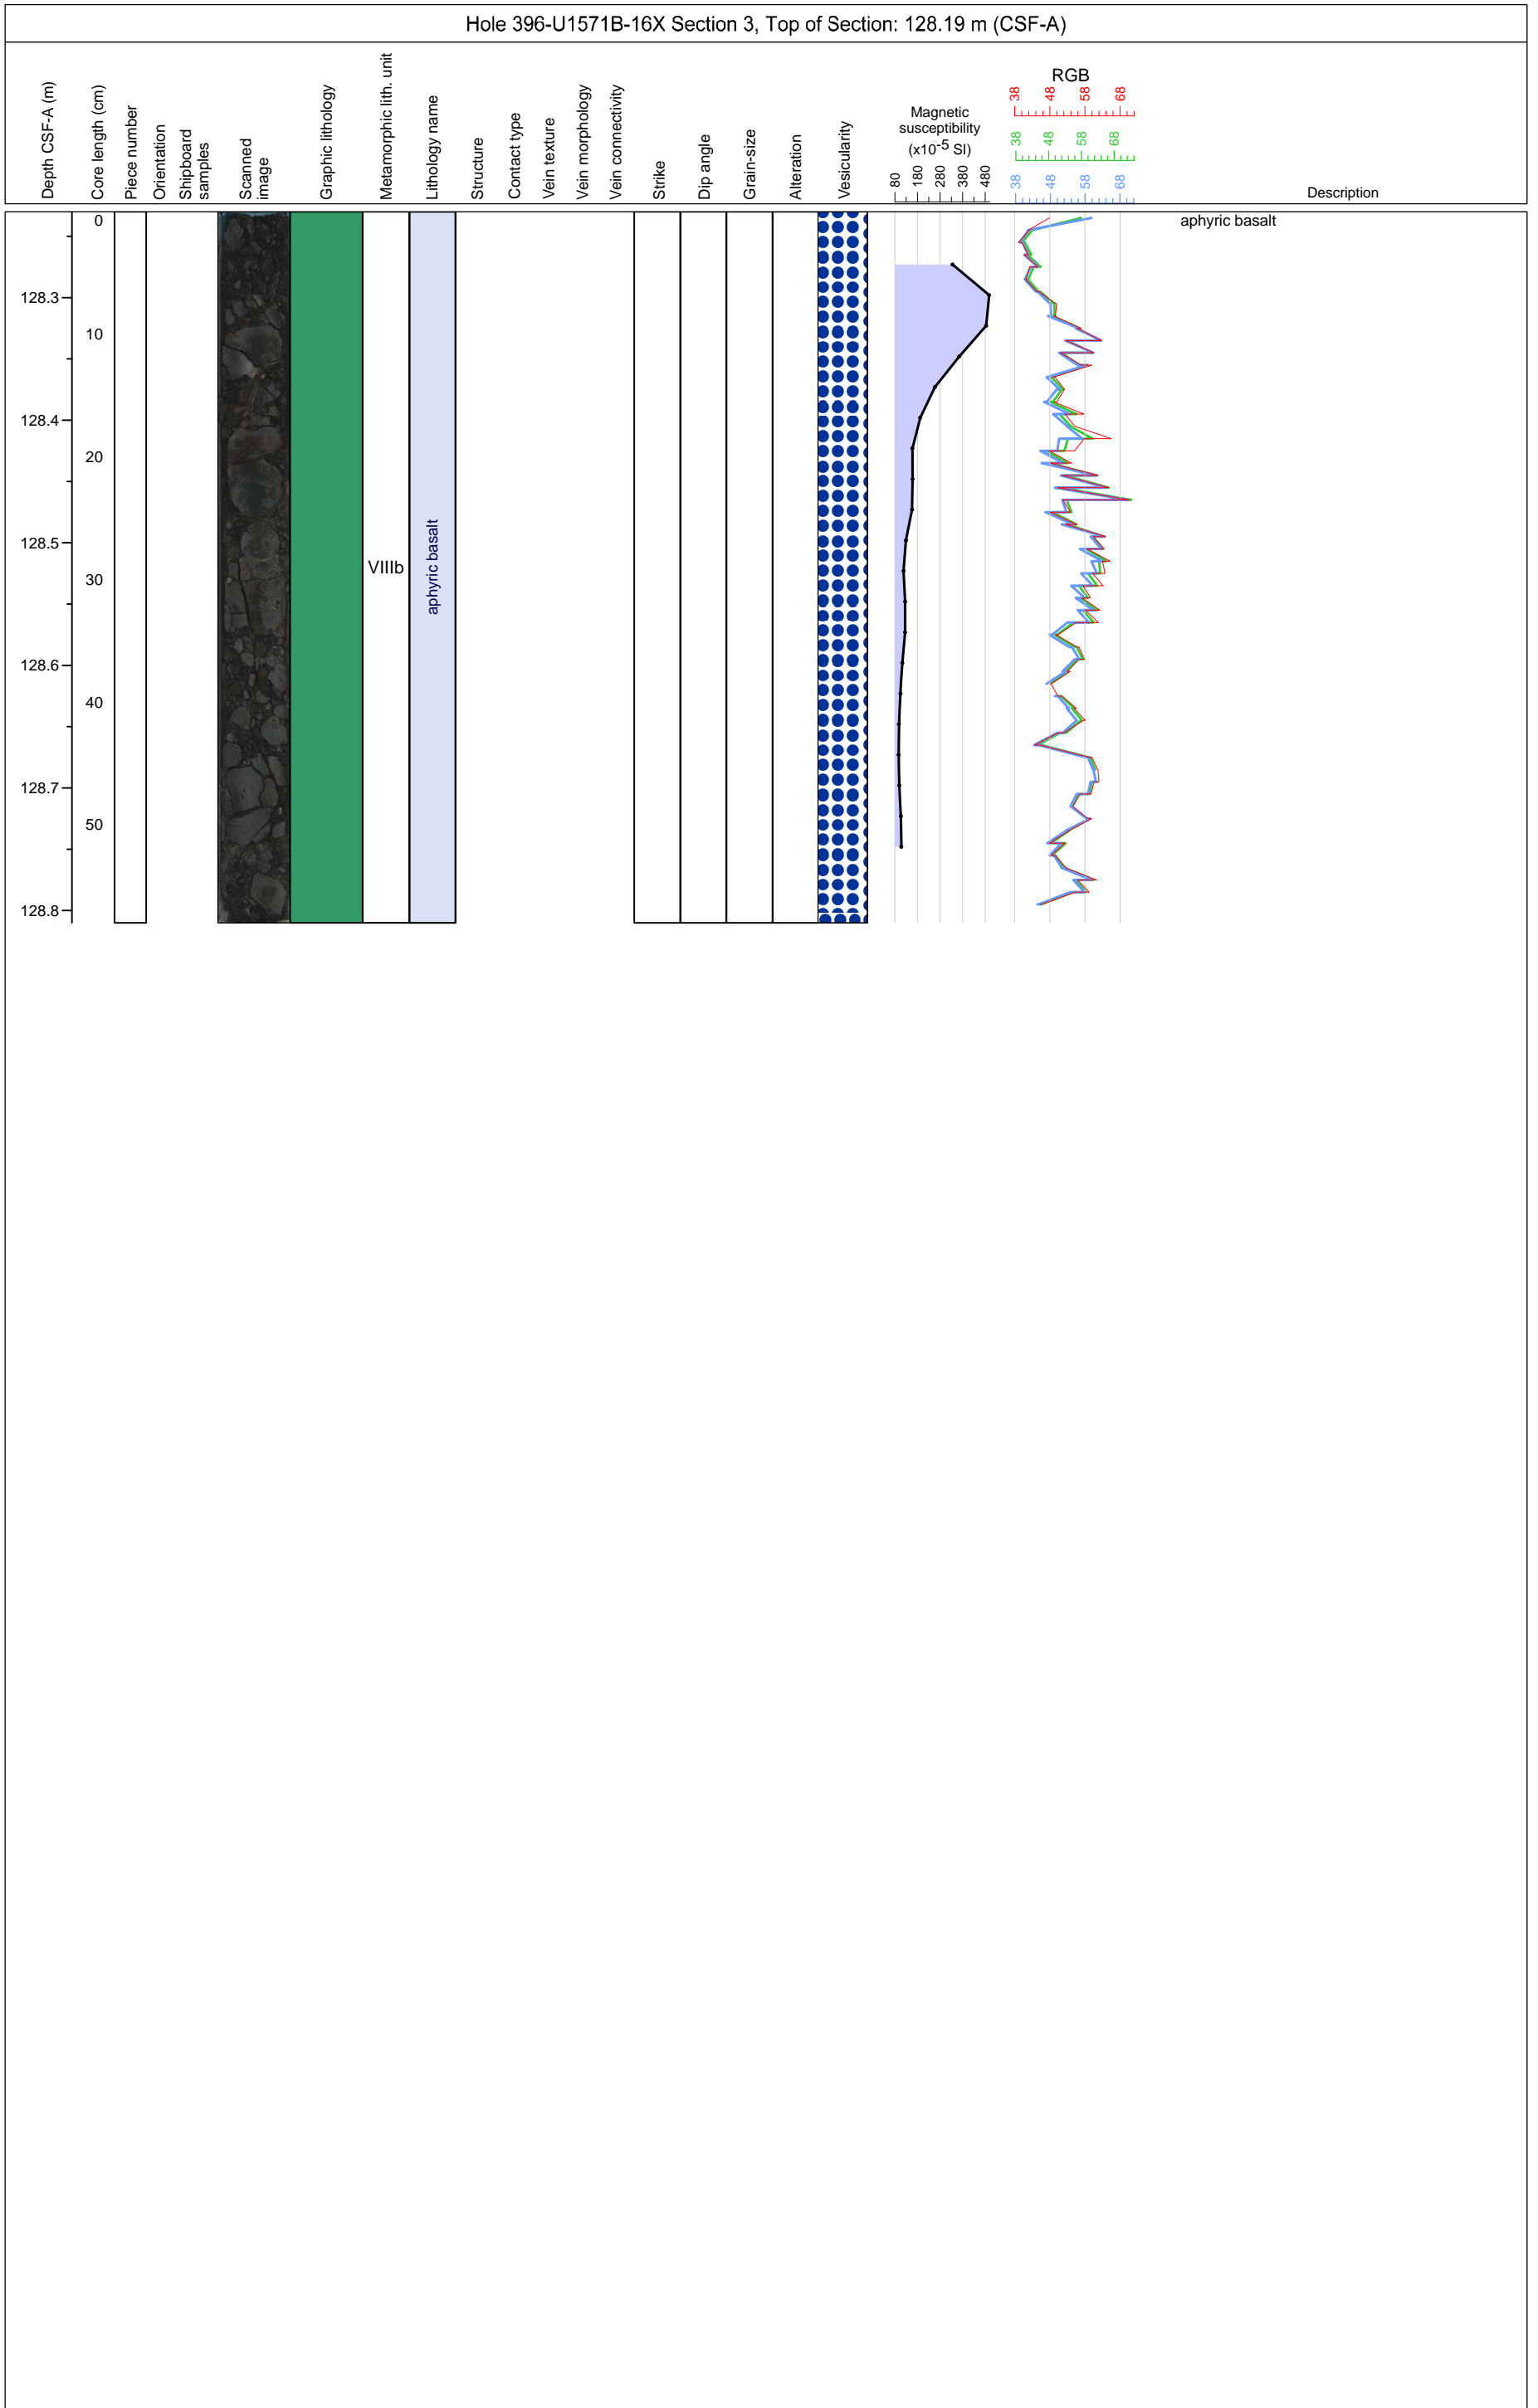 Hole 396-U1571B-16X Section 3, Top of Section: 128.19 m (CSF-A)
Depth CSF-A (m)
Core length (cm)
Piece number
Orientation
Shipboard
samples
Scanned
image
Graphic lithology
Metamorphic lith. unit
Lithology name
Structure
Contact type
Vein texture
Vein morphology
Vein connectivity
Strike
Dip angle
Grain-size
Alteration
Vesicularity
Magnetic
susceptibility
(x10-5 SI)
80 180 280 380 480
RGB
38 48 58 68
38 48 58 68
38 48 58 68
Description
0
aphyric basalt
128.3
10
128.4
20
128.5
VIIIb
aphyric basalt
30
128.6
40
128.7
50
128.8